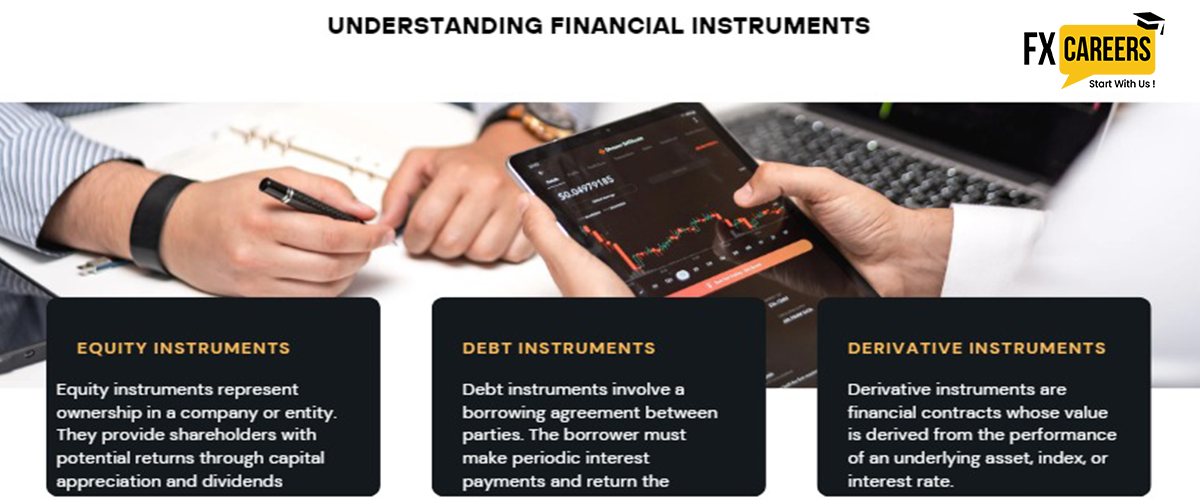 UNDERSTANDING FINANCIAL INSTRUMENTS
FX CAREERS
Start With Us !
50.04979185
EQUITY INSTRUMENTS
Equity instruments represent
ownership in a company or entity.
They provide shareholders with
potential returns through capital
appreciation and dividends
DEBT INSTRUMENTS
Debt instruments involve a
borrowing agreement between
parties. The borrower must
make periodic interest
payments and return the
DERIVATIVE INSTRUMENTS
Derivative instruments are
financial contracts whose value
is derived from the performance
of an underlying asset, index, or
interest rate.